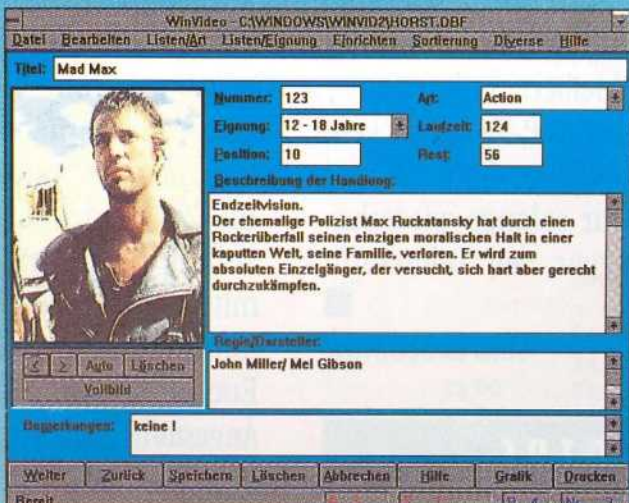 WinVideo - C:\WINDOWS\WINVID2\HORST.DBF
Datei Bearbeiten Listen/Art Listen/Eignung Einrichten Sortierung Diverse Hilfe
Titel: Mad Max
Nummer: 123 Art: Action
Eignung: 12 - 18 Jahre Laufzeit: 124
Position: 10 Rest: 56
Beschreibung der Handlung:
Endzeitvision.
Der ehemalige Polizist Max Ruckatansky hat durch einen
Rockerüberfall seinen einzigen moralischen Halt in einer
kaputten Welt, seine Familie, verloren. Er wird zum
absoluten Einzelgänger, der versucht, sich hart aber gerecht
durchzukämpfen.
Regie/Darsteller:
< > Auto Löschen
John Miller/ Mel Gibson
Vollbild
Bemerkungen: keine !
Weiter Zurück Speichern Löschen Abbrechen Hilfe Grafik Drucken
Bereit